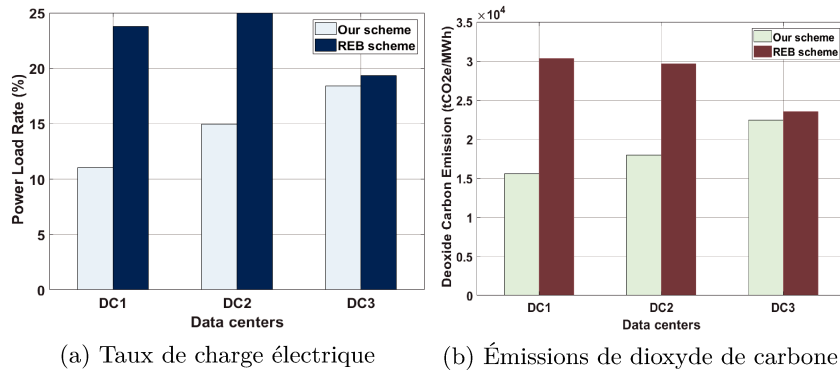 25
20
15
10
5
0
Power Load Rate (%)
Our scheme
REB scheme
DC1 DC2 DC3
Data centers
(a) Taux de charge électrique
×10⁴
3.5
3
2.5
2
1.5
1
0.5
0
Deoxide Carbon Emission (tCO2e/MWh)
Our scheme
REB scheme
DC1 DC2 DC3
Data centers
(b) Émissions de dioxyde de carbone